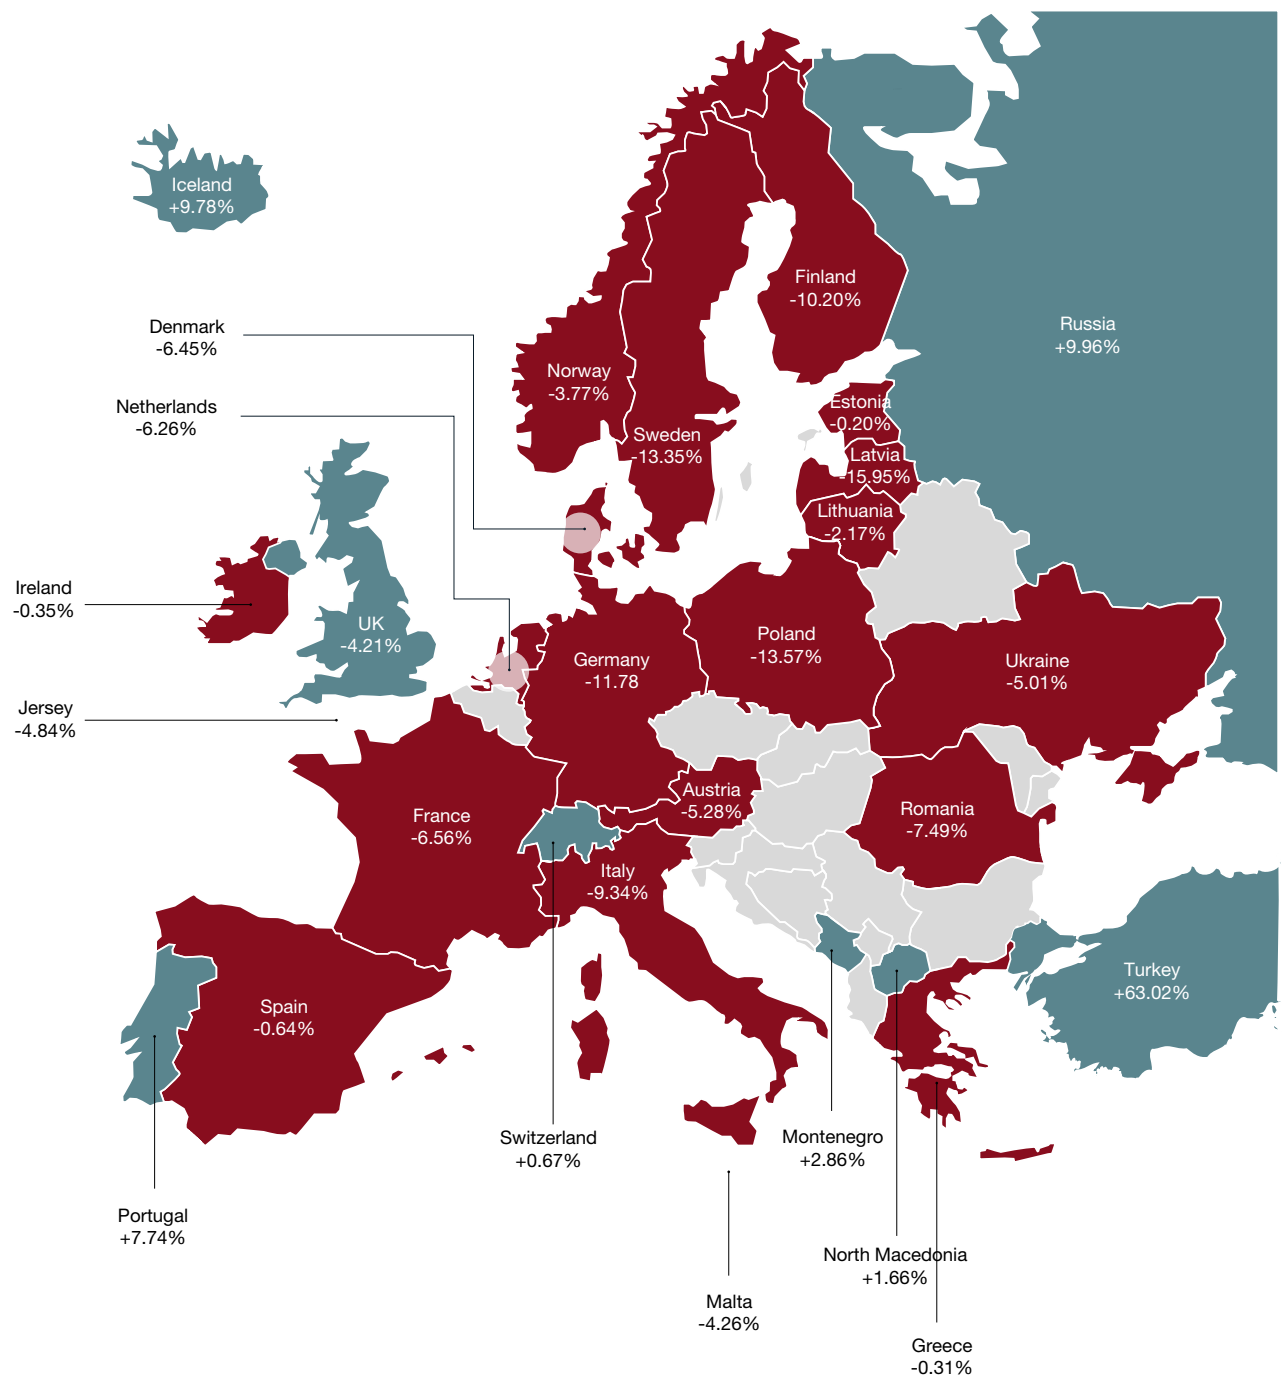 Iceland
+9.78%
Finland
-10.20%
Russia
+9.96%
Denmark
-6.45%
Norway
-3.77%
Netherlands
-6.26%
Estonia
-0.20%
Sweden
-13.35%
Latvia
-15.95%
Lithuania
-2.17%
Ireland
-0.35%
UK
-4.21%
Poland
-13.57%
Germany
-11.78
Ukraine
-5.01%
Jersey
-4.84%
Austria
-5.28%
France
-6.56%
Romania
-7.49%
Italy
-9.34%
Turkey
+63.02%
Spain
-0.64%
Switzerland
+0.67%
Montenegro
+2.86%
Portugal
+7.74%
North Macedonia
+1.66%
Malta
-4.26%
Greece
-0.31%